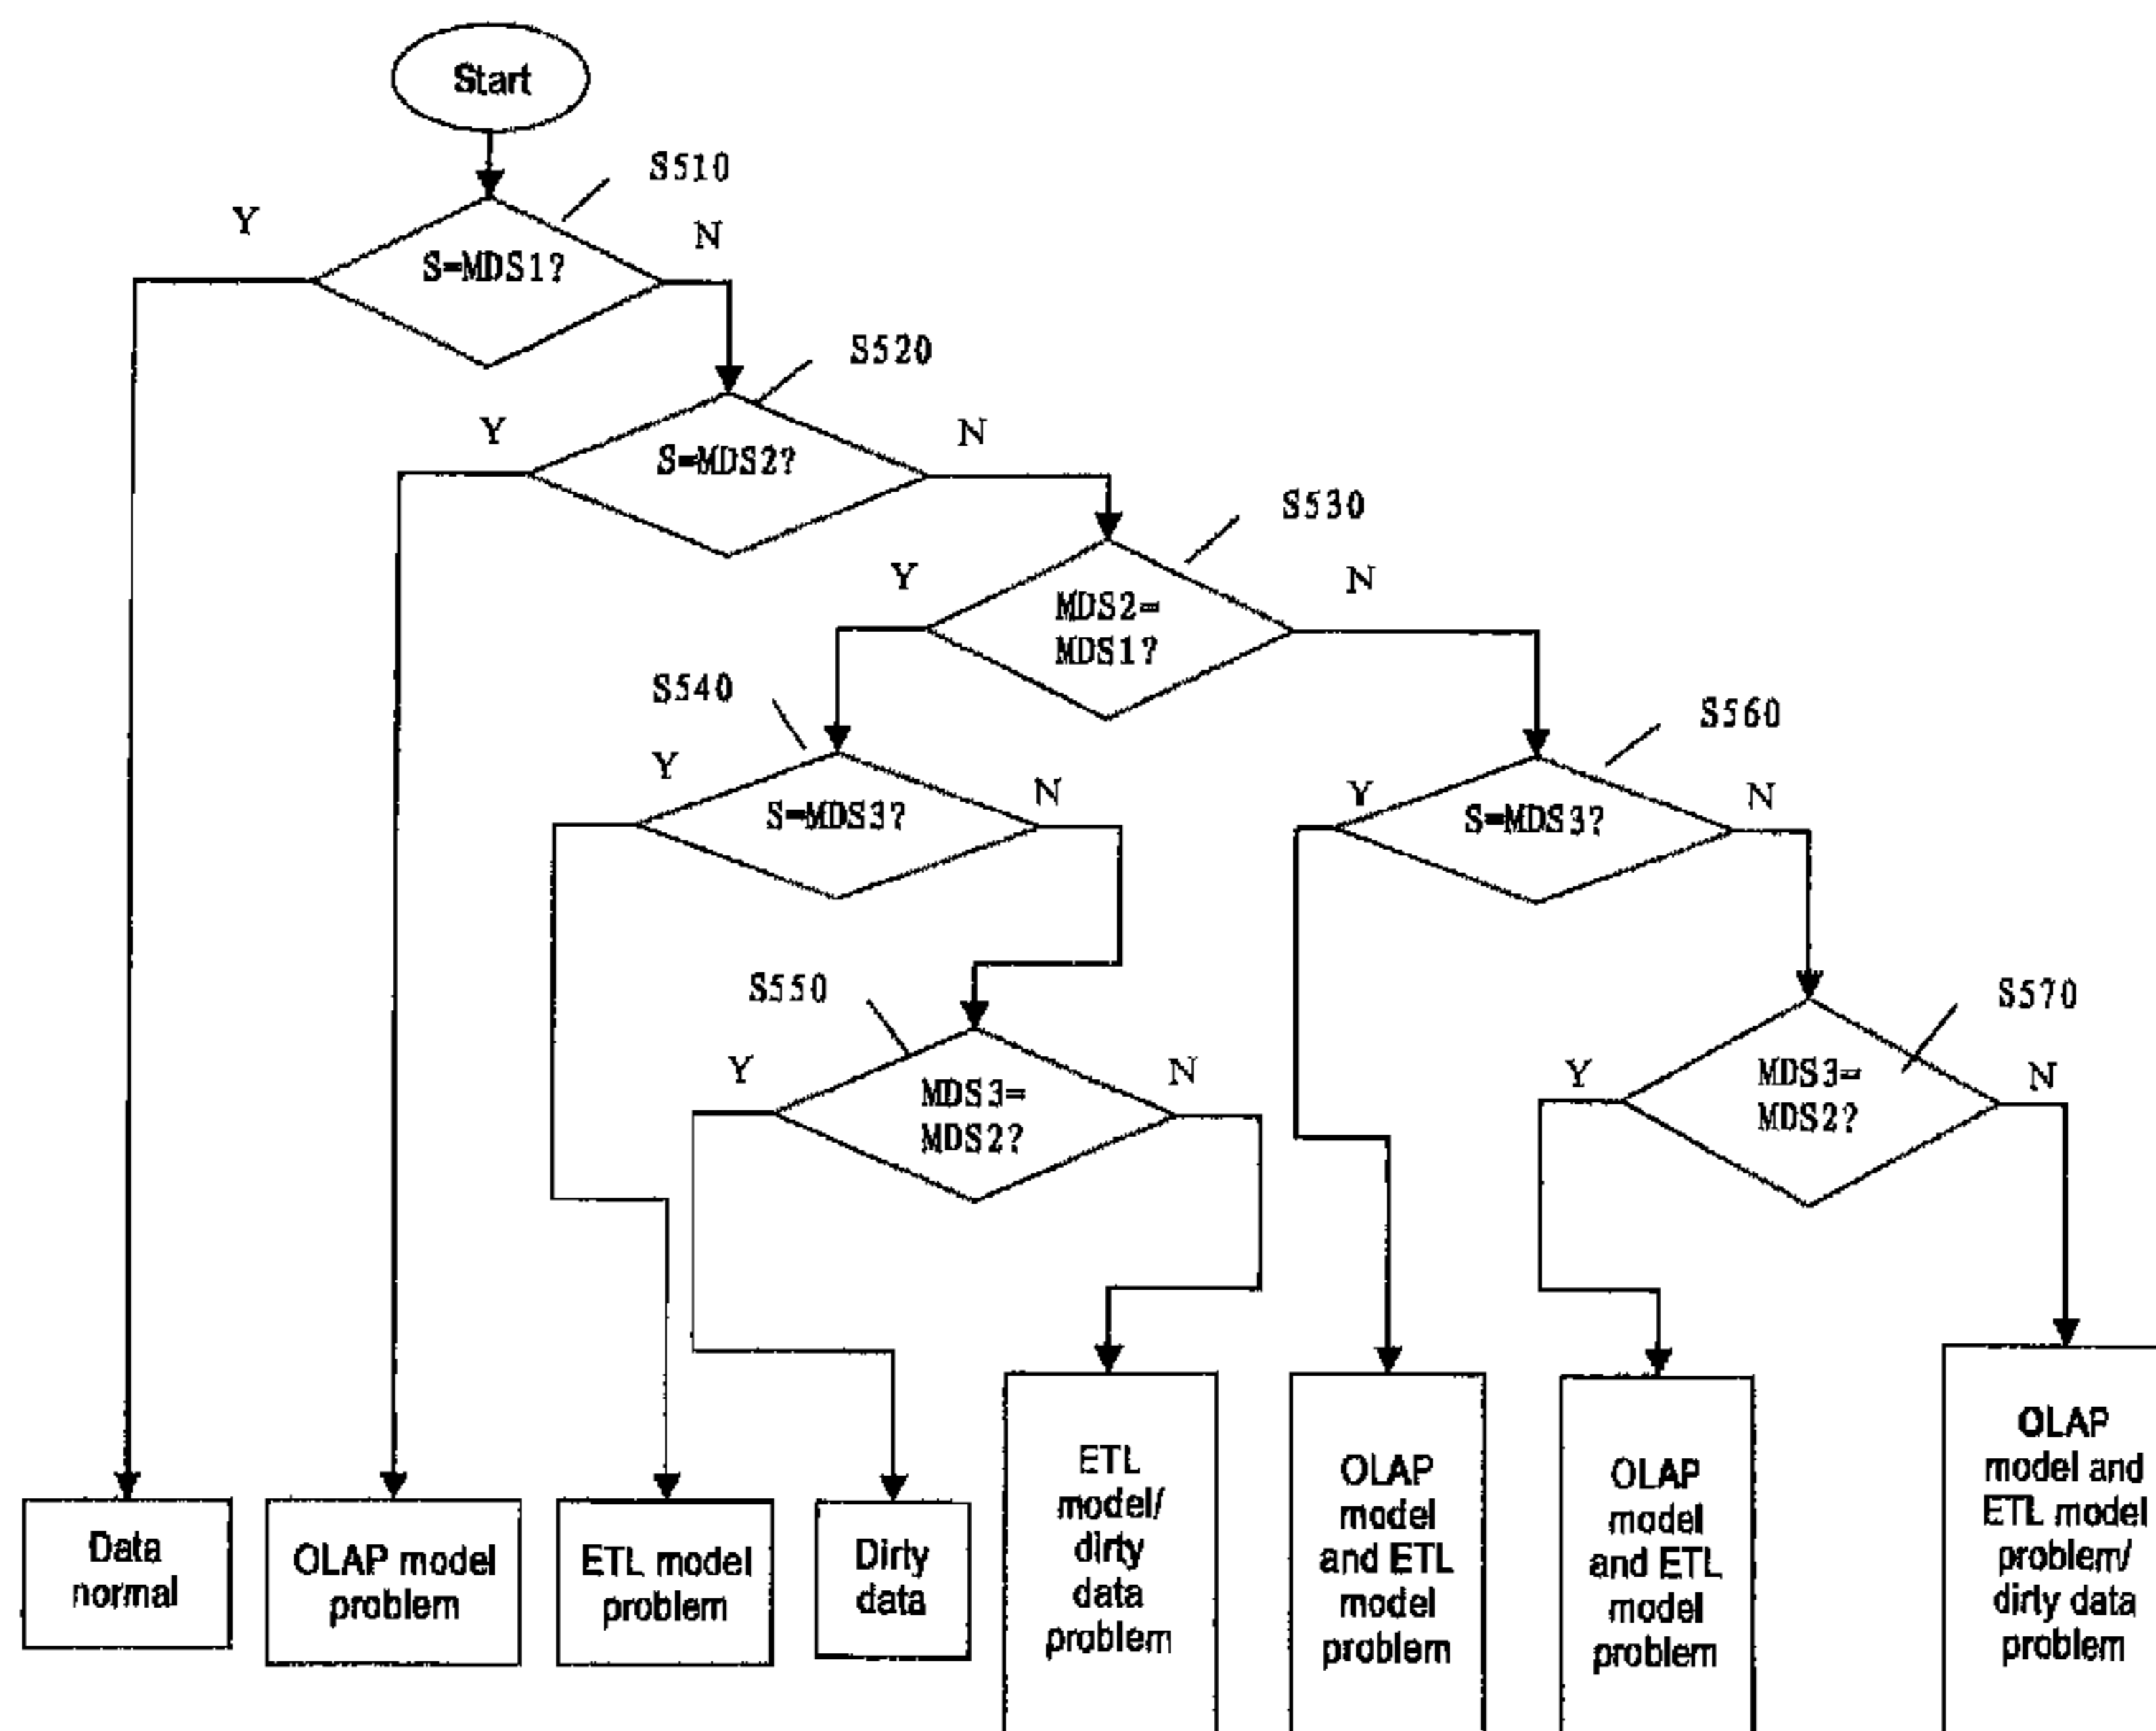 Start
S510
Y
N
S=MDS1?
S520
Y
N
S=MDS2?
S530
Y
N
MDS2=
MDS1?
S540
S560
Y
N
S=MDS3?
Y
N
S=MDS3?
S550
S570
Y
N
MDS3=
MDS2?
Y
N
MDS3=
MDS2?
Data
normal
OLAP model
problem
ETL model
problem
Dirty
data
ETL
model/
dirty
data
problem
OLAP
model
and ETL
model
problem
OLAP
model
and ETL
model
problem
OLAP
model and
ETL model
problem/
dirty data
problem